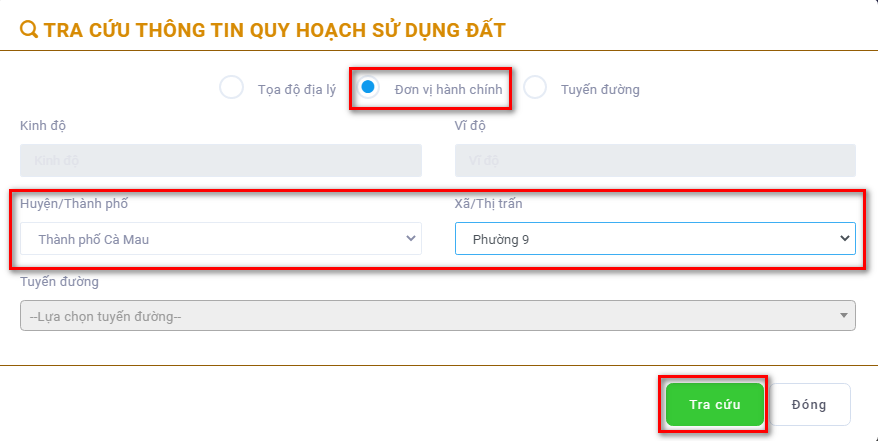 TRA CỨU THÔNG TIN QUY HOẠCH SỬ DỤNG ĐẤT
Tọa độ địa lý Đơn vị hành chính Tuyến đường
Kinh độ Vĩ độ
Kinh độ Vĩ độ
Huyện/Thành phố Xã/Thị trấn
Thành phố Cà Mau Phường 9
Tuyến đường
--Lựa chọn tuyến đường--
Tra cứu Đóng